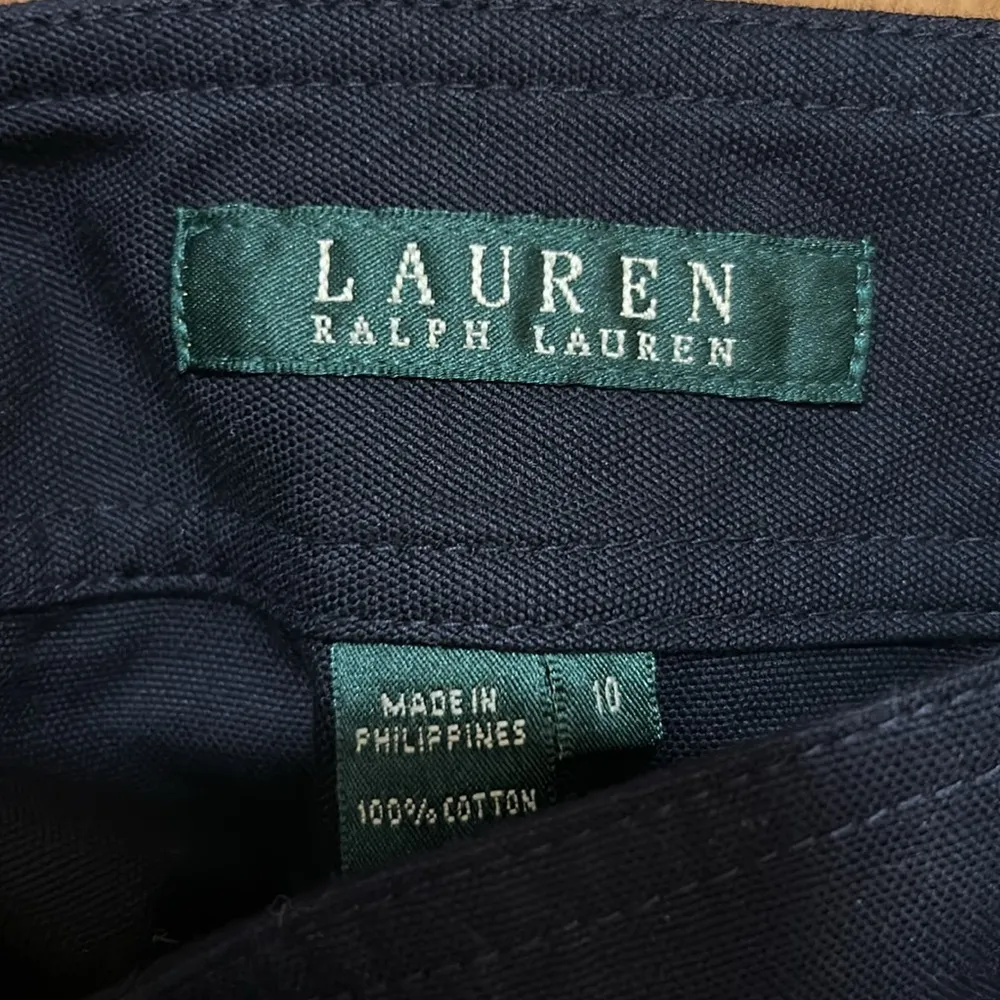 LAUREN
RALPH LAUREN
MADE IN
PHILIPPINES
100% COTTON
10